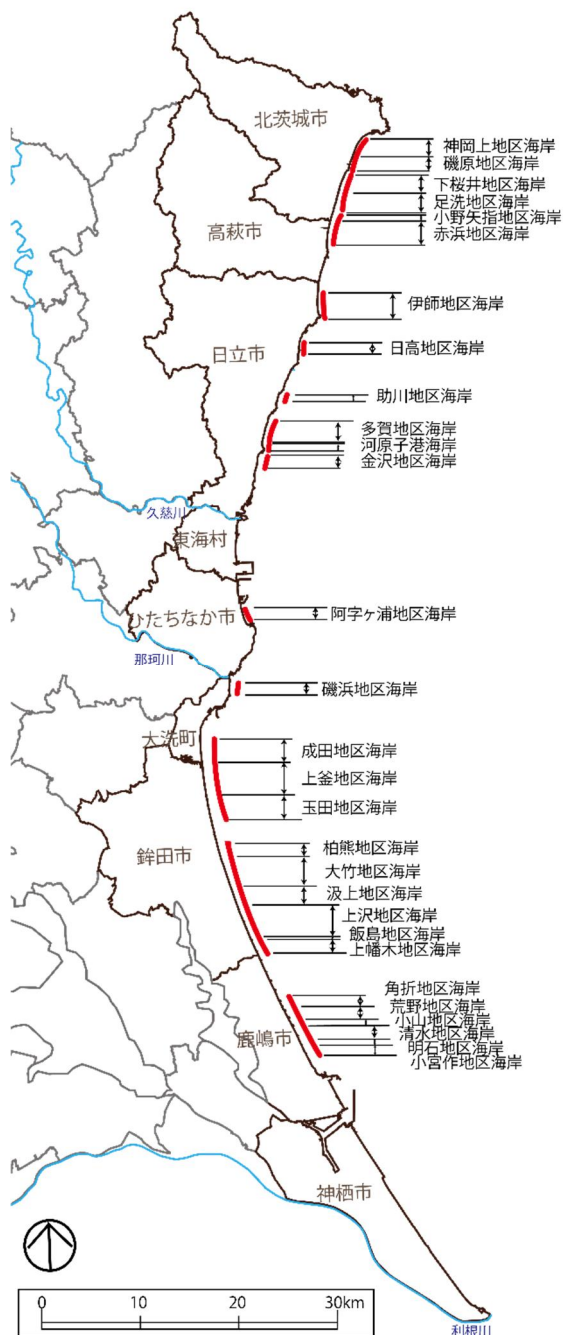 北茨城市
神岡上地区海岸
磯原地区海岸
下桜井地区海岸
足洗地区海岸
小野矢指地区海岸
赤浜地区海岸
高萩市
伊師地区海岸
日立市
日高地区海岸
助川地区海岸
多賀地区海岸
河原子港海岸
金沢地区海岸
久慈川
東海村
ひたちなか市
阿字ヶ浦地区海岸
那珂川
磯浜地区海岸
大洗町
成田地区海岸
上釜地区海岸
玉田地区海岸
鉾田市
柏熊地区海岸
大竹地区海岸
汲上地区海岸
上沢地区海岸
飯島地区海岸
上幡木地区海岸
角折地区海岸
荒野地区海岸
小山地区海岸
清水地区海岸
明石地区海岸
小宮作地区海岸
鹿嶋市
神栖市
0 10 20 30km
利根川